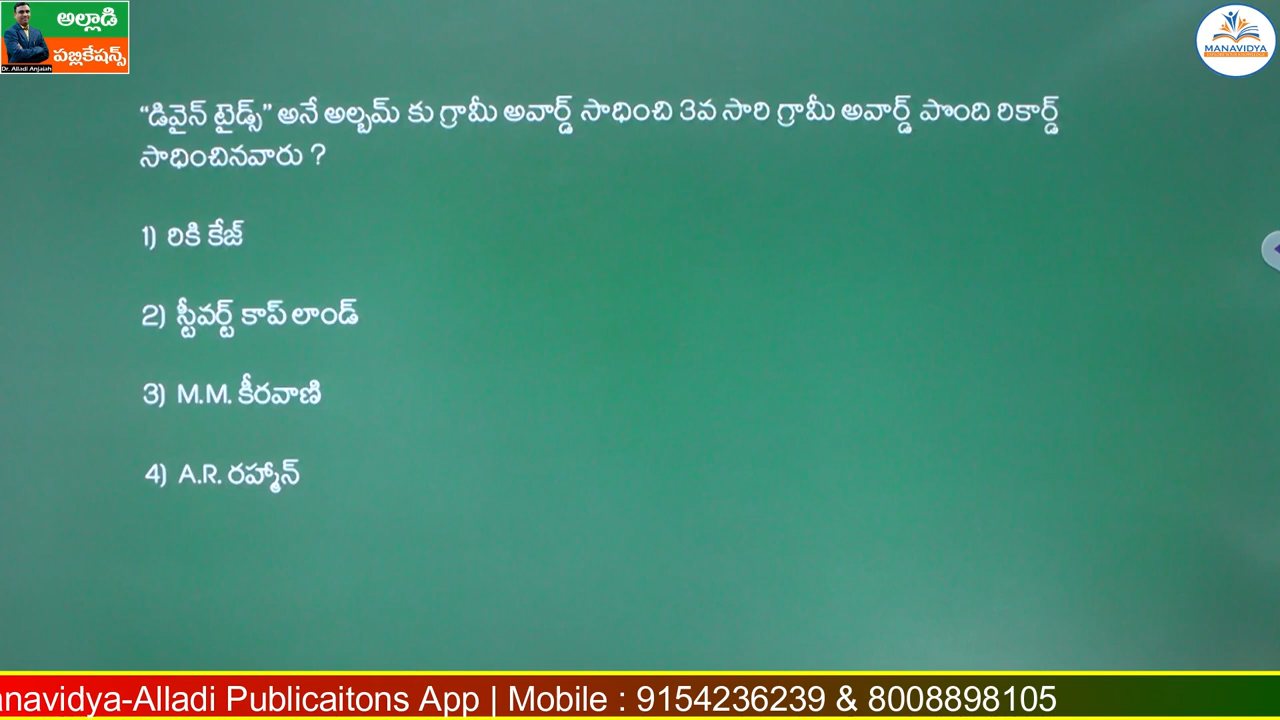 అల్లాడి
పబ్లికేషన్స్
Dr. Alladi Anjaiah
MANAVIDYA
“డివైన్ టైడ్స్” అనే అల్బమ్ కు గ్రామీ అవార్డ్ సాధించి 3వ సారి గ్రామీ అవార్డ్ పొంది రికార్డ్
సాధించినవారు ?
1) రికి కేజ్
2) స్టీవర్ట్ కాప్ లాండ్
3) M.M. కీరవాణి
4) A.R. రహ్మాన్
anavidya-Alladi Publicaitons App | Mobile : 9154236239 & 8008898105